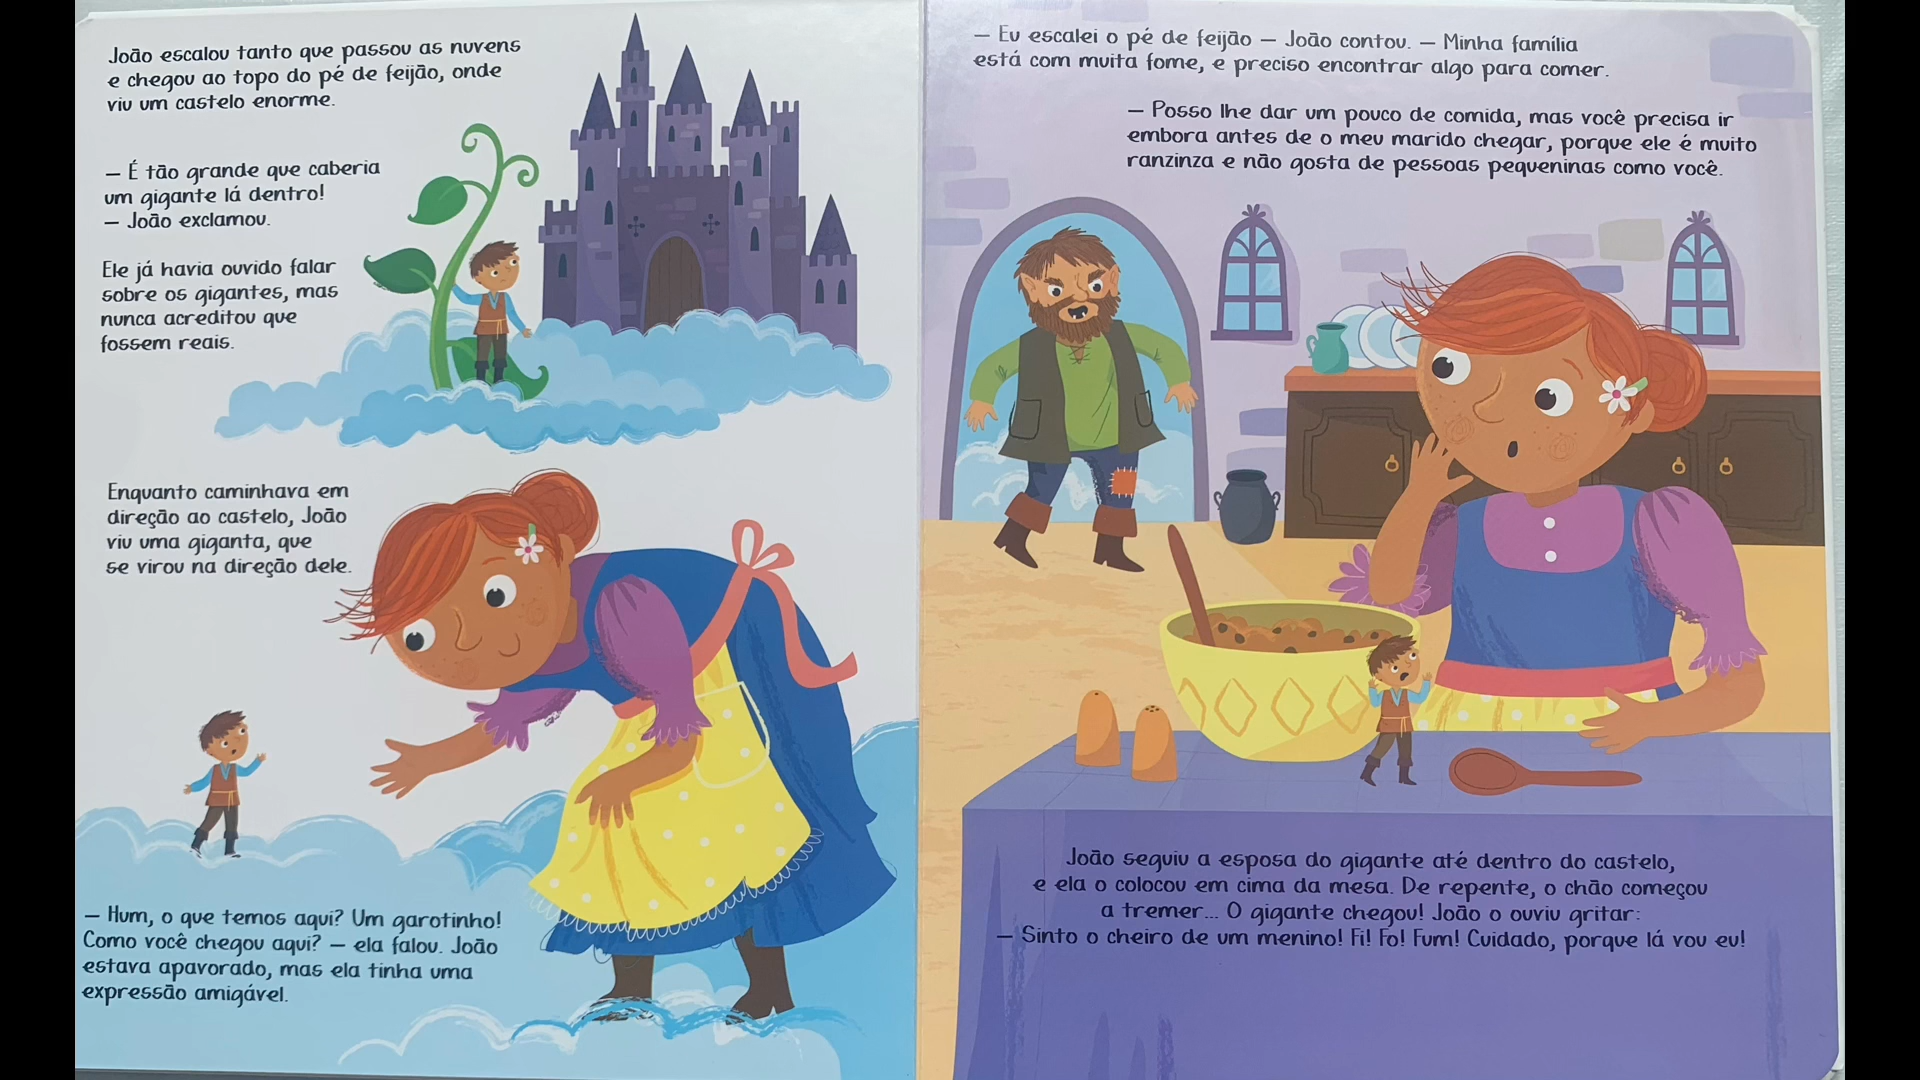 João escalou tanto que passou as nuvens
e chegou ao topo do pé de feijão, onde
viu um castelo enorme.
— É tão grande que caberia
um gigante lá dentro!
— João exclamou.
Ele já havia ouvido falar
sobre os gigantes, mas
nunca acreditou que
fossem reais.
Enquanto caminhava em
direção ao castelo, João
viu uma giganta, que
se virou na direção dele.
— Hum, o que temos aqui? Um garotinho!
Como você chegou aqui? — ela falou. João
estava apavorado, mas ela tinha uma
expressão amigável.
— Eu escalei o pé de feijão — João contou. — Minha família
está com muita fome, e preciso encontrar algo para comer.
— Posso lhe dar um pouco de comida, mas você precisa ir
embora antes de o meu marido chegar, porque ele é muito
ranzinza e não gosta de pessoas pequeninas como você.
João seguiu a esposa do gigante até dentro do castelo,
e ela o colocou em cima da mesa. De repente, o chão começou
a tremer... O gigante chegou! João o ouviu gritar:
— Sinto o cheiro de um menino! Fi! Fo! Fum! Cuidado, porque lá vou eu!